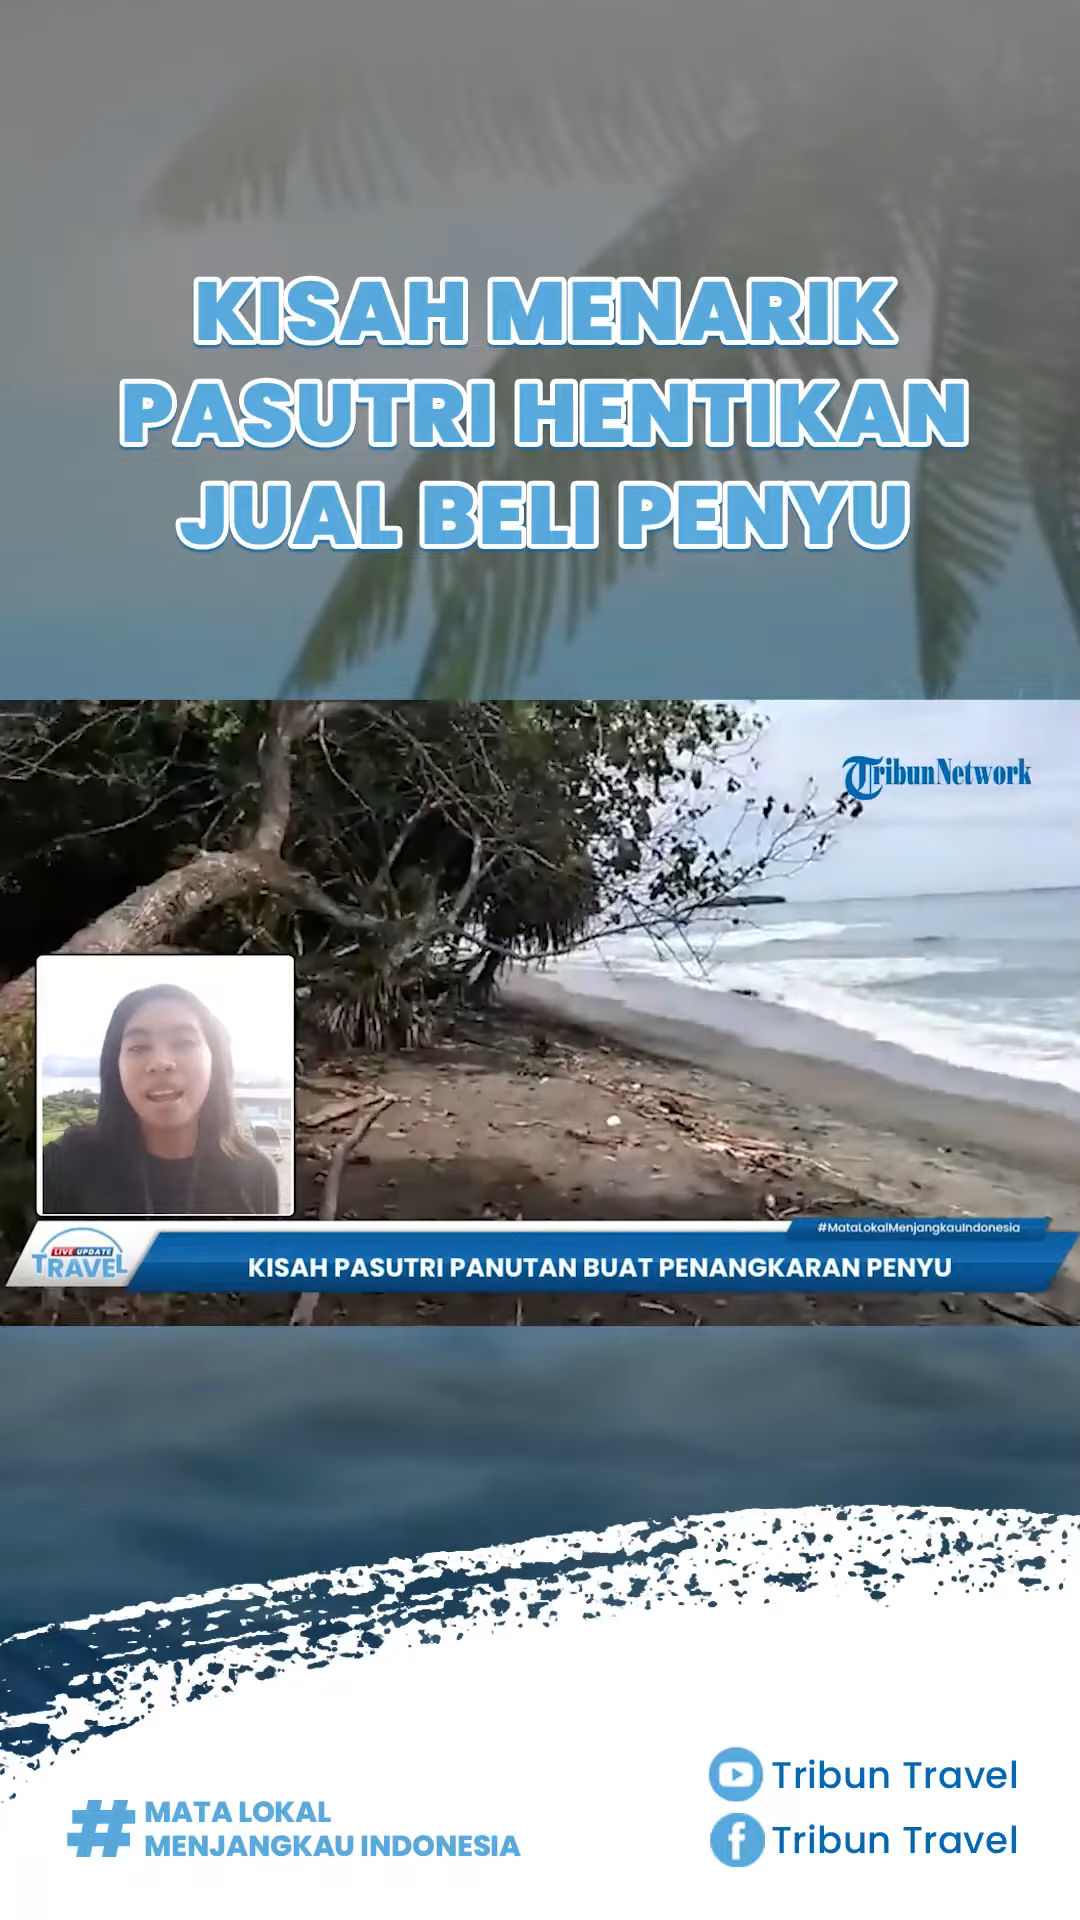 KISAH MENARIK
PASUTRI HENTIKAN
JUAL BELI PENYU
TribunNetwork
#MataLokalMenjangkauIndonesia
LIVE UPDATE
TRAVEL
KISAH PASUTRI PANUTAN BUAT PENANGKARAN PENYU
Tribun Travel
Tribun Travel
# MATA LOKAL
MENJANGKAU INDONESIA